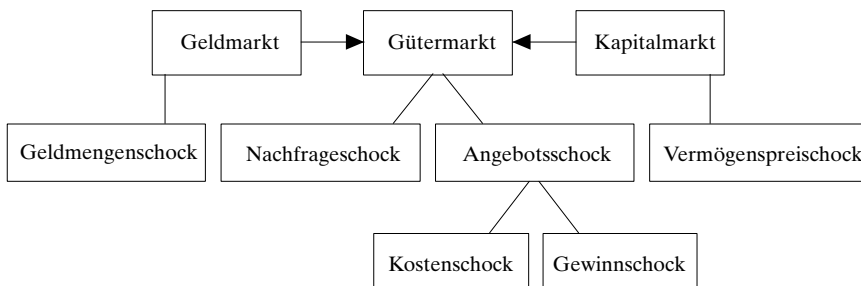 Geldmarkt
Gütermarkt
Kapitalmarkt
Geldmengenschock
Nachfrageschock
Angebotsschock
Vermögenspreischock
Kostenschock
Gewinnschock